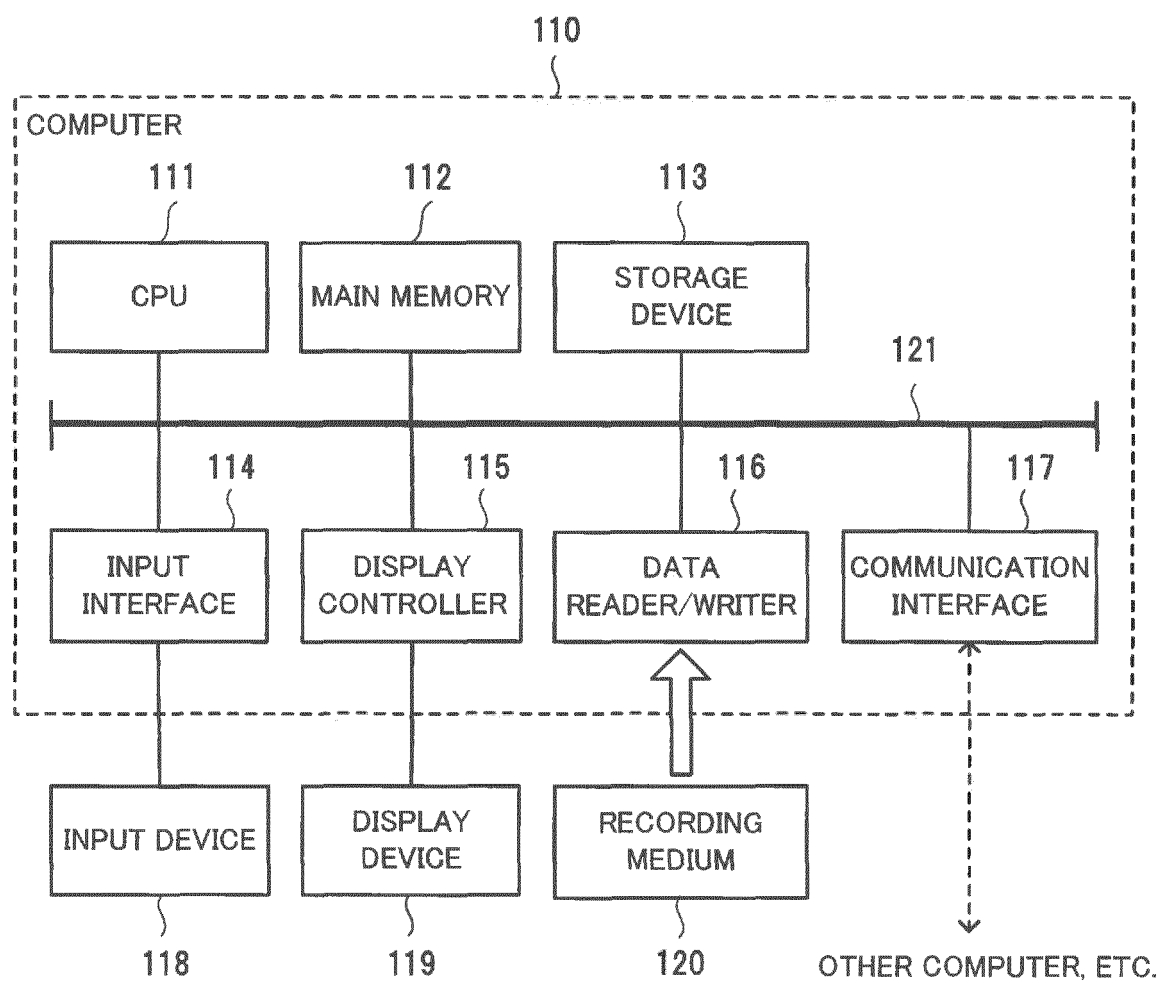 110
COMPUTER
111
112
113
CPU
MAIN MEMORY
STORAGE
DEVICE
121
114
115
116
117
INPUT
INTERFACE
DISPLAY
CONTROLLER
DATA
READER/WRITER
COMMUNICATION
INTERFACE
INPUT DEVICE
DISPLAY
DEVICE
RECORDING
MEDIUM
118
119
120
OTHER COMPUTER, ETC.